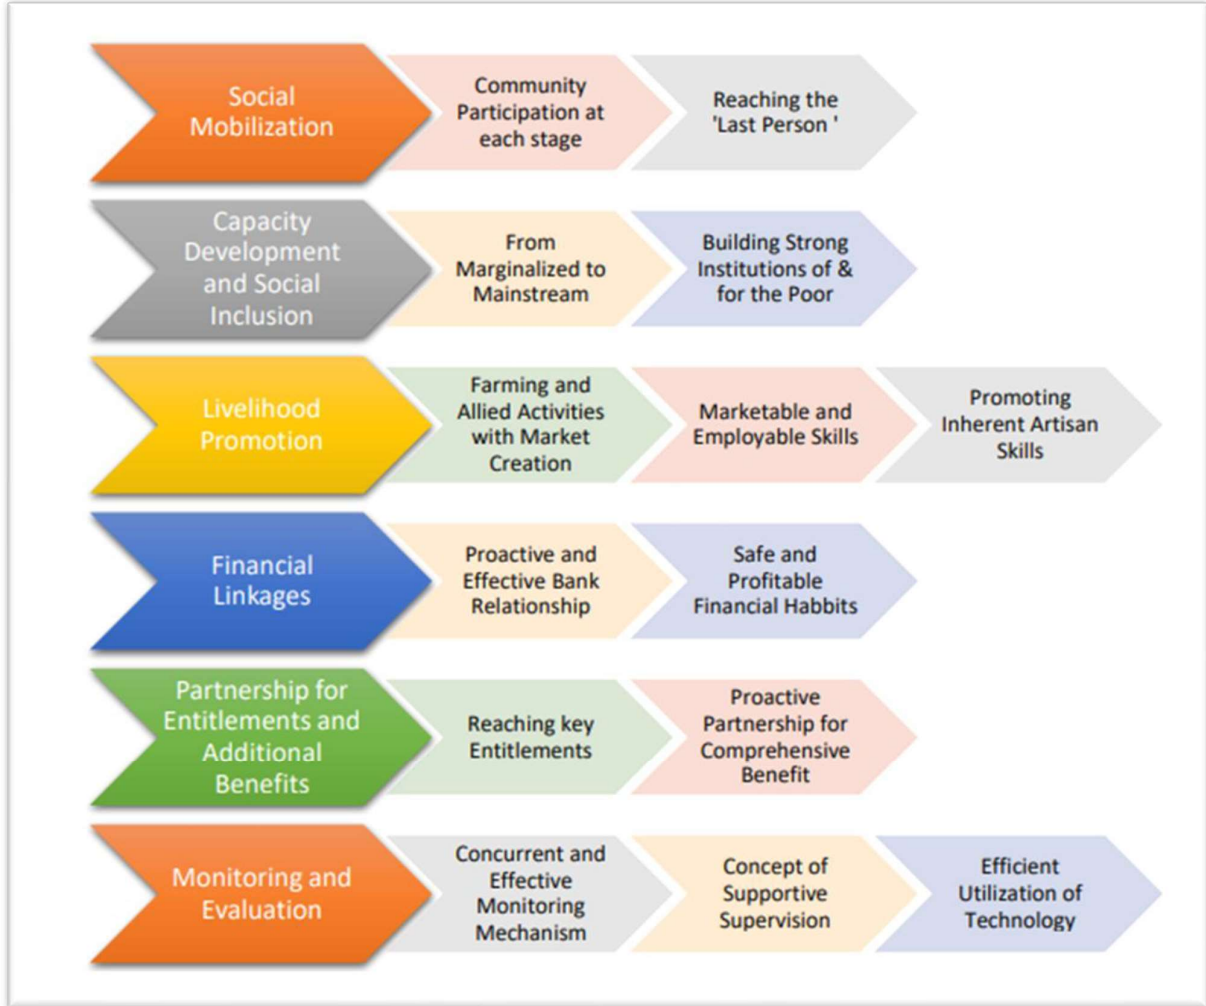 Social
Mobilization
Community
Participation at
each stage
Reaching the
'Last Person '
Capacity
Development
and Social
Inclusion
From
Marginalized to
Mainstream
Building Strong
Institutions of &
for the Poor
Livelihood
Promotion
Farming and
Allied Activities
with Market
Creation
Marketable and
Employable Skills
Promoting
Inherent Artisan
Skills
Financial
Linkages
Proactive and
Effective Bank
Relationship
Safe and
Profitable
Financial Habbits
Partnership for
Entitlements and
Additional
Benefits
Reaching key
Entitlements
Proactive
Partnership for
Comprehensive
Benefit
Monitoring and
Evaluation
Concurrent and
Effective
Monitoring
Mechanism
Concept of
Supportive
Supervision
Efficient
Utilization of
Technology